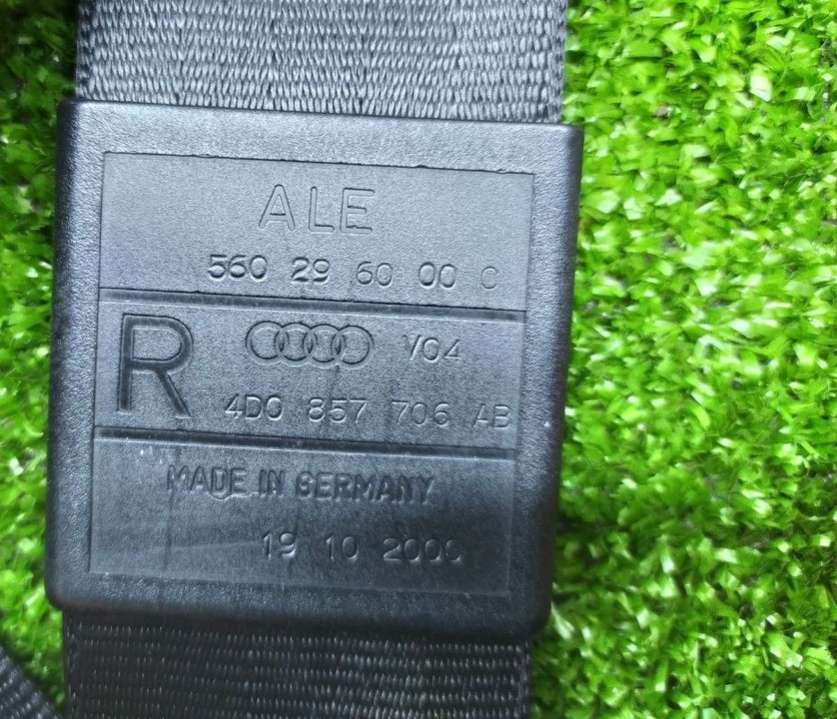 ALE
560 29 60 00 C
R V04
4D0 857 706 AB
MADE IN GERMANY
19 10 2000